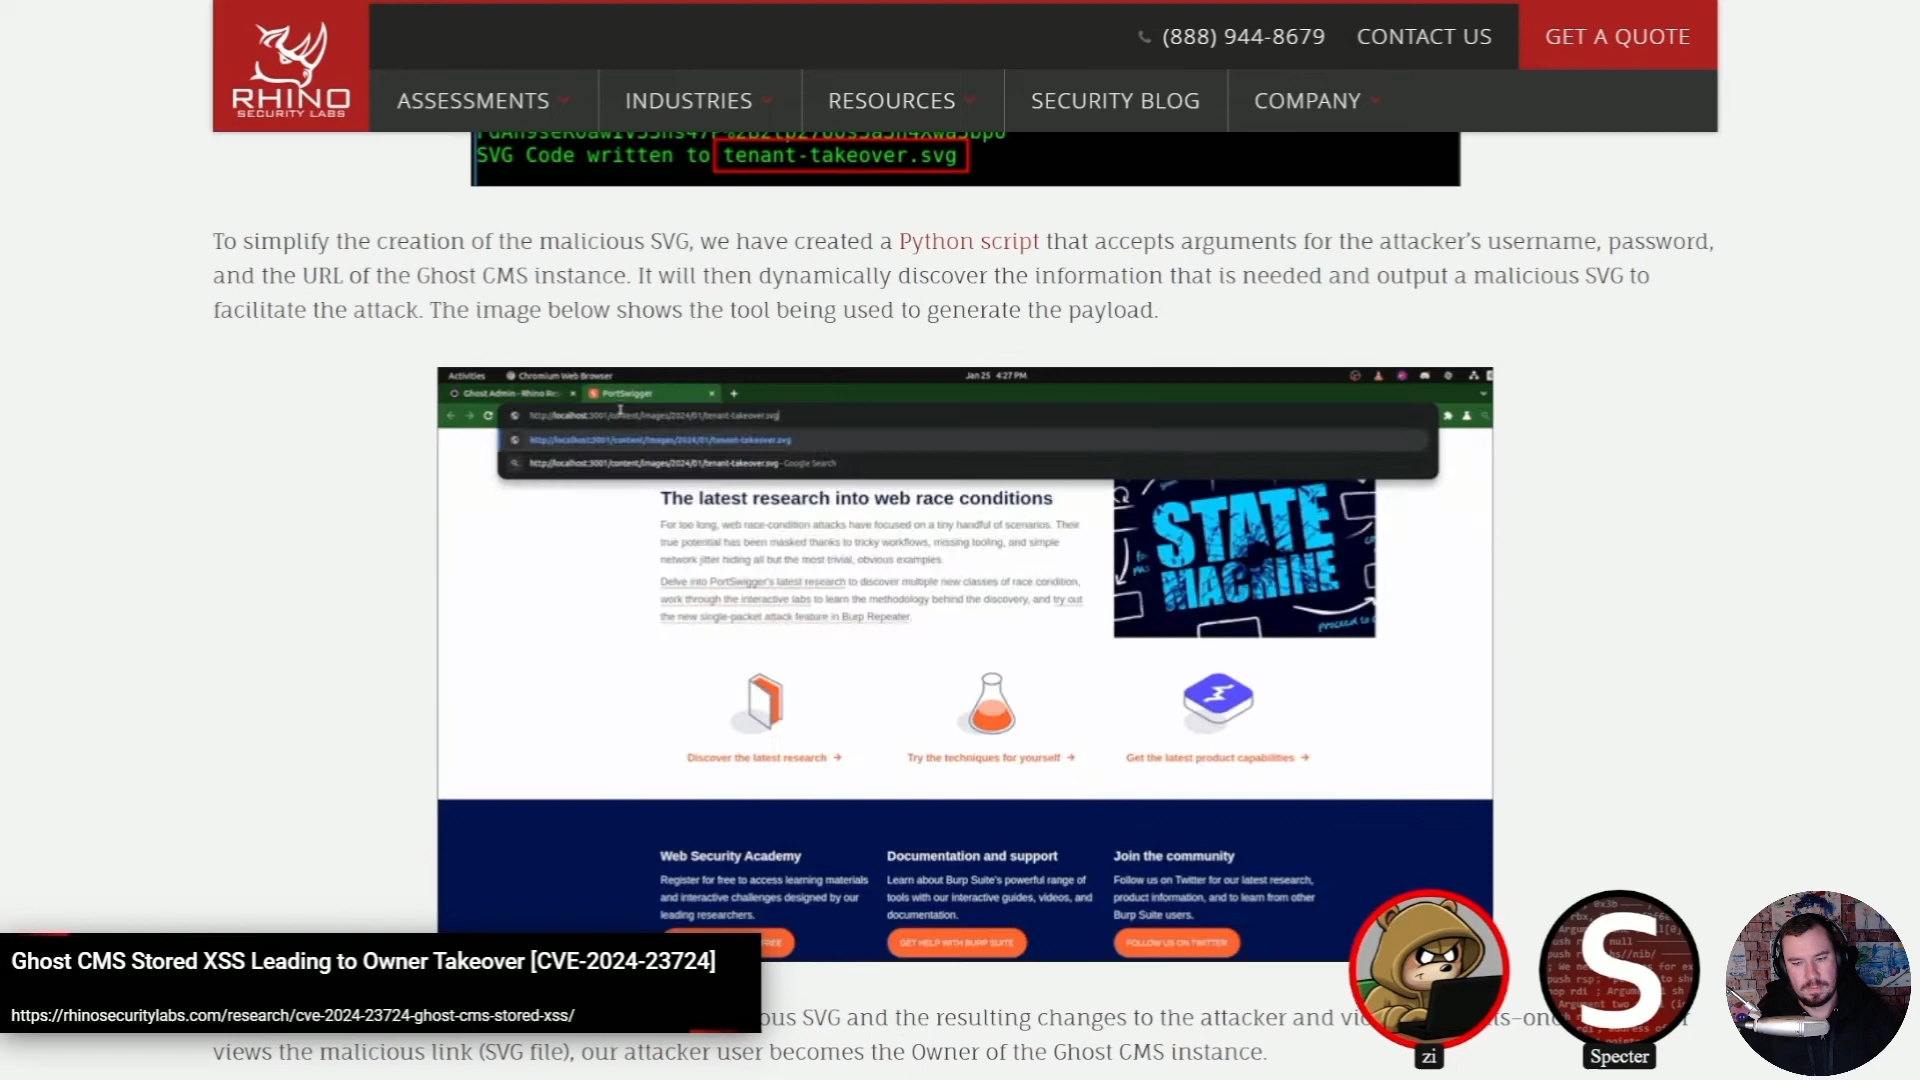 RHINO
SECURITY LABS
(888) 944-8679
CONTACT US
GET A QUOTE
ASSESSMENTS
INDUSTRIES
RESOURCES
SECURITY BLOG
COMPANY
SVG Code written to tenant-takeover.svg
To simplify the creation of the malicious SVG, we have created a Python script that accepts arguments for the attacker's username, password,
and the URL of the Ghost CMS instance. It will then dynamically discover the information that is needed and output a malicious SVG to
facilitate the attack. The image below shows the tool being used to generate the payload.
Activities
Chromium Web Browser
Jan 25 4:27 PM
Ghost Admin - Rhino Re
PortSwigger
http://localhost:3001/content/images/2024/01/tenant-takeover.svg
http://localhost:3001/content/images/2024/01/tenant-takeover.svg
http://localhost:3001/content/images/2024/01/tenant-takeover.svg - Google Search
The latest research into web race conditions
For too long, web race-condition attacks have focused on a tiny handful of scenarios. Their
true potential has been masked thanks to tricky workflows, missing tooling, and simple
network jitter hiding all but the most trivial, obvious examples.
Delve into PortSwigger's latest research to discover multiple new classes of race condition,
work through the interactive labs to learn the methodology behind the discovery, and try out
the new single-packet attack feature in Burp Repeater.
STATE
MACHINE
proceed to
Discover the latest research →
Try the techniques for yourself →
Get the latest product capabilities →
Web Security Academy
Register for free to access learning materials
and interactive challenges designed by our
leading researchers.
FREE
Documentation and support
Learn about Burp Suite's powerful range of
tools with our interactive guides, videos, and
documentation.
GET HELP WITH BURP SUITE
Join the community
Follow us on Twitter for our latest research,
product information, and to learn from other
Burp Suite users.
FOLLOW US ON TWITTER
Ghost CMS Stored XSS Leading to Owner Takeover [CVE-2024-23724]
https://rhinosecuritylabs.com/research/cve-2024-23724-ghost-cms-stored-xss/
ous SVG and the resulting changes to the attacker and
views the malicious link (SVG file), our attacker user becomes the Owner of the Ghost CMS instance.
zi
S
Specter